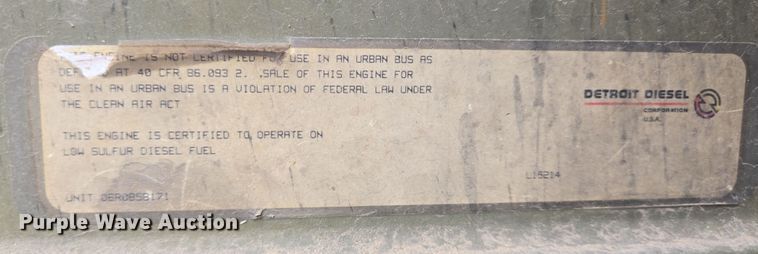 ENGINE IS NOT CERTIFIED FOR USE IN AN URBAN BUS AS
AT 40 CFR 86.093 2. .SALE OF THIS ENGINE FOR
USE IN AN URBAN BUS IS A VIOLATION OF FEDERAL LAW UNDER
THE CLEAN AIR ACT
THIS ENGINE IS CERTIFIED TO OPERATE ON
LOW SULFUR DIESEL FUEL
UNIT 06R0858171
L15214
DETROIT DIESEL
CORPORATION
U.S.A.
Purple Wave Auction